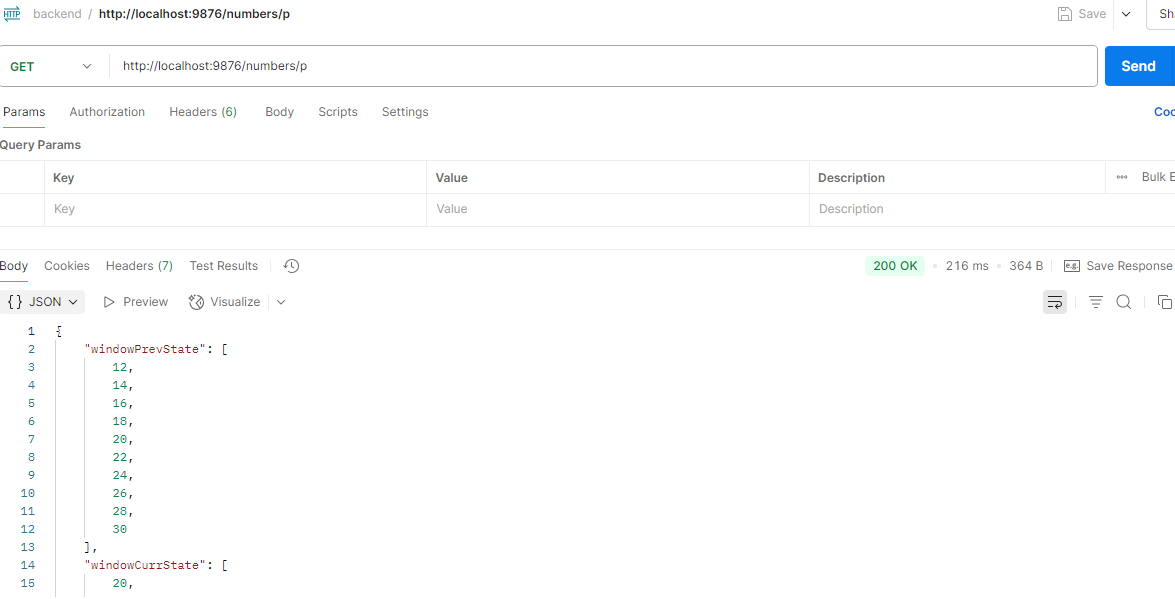 HTTP backend / http://localhost:9876/numbers/p Save Sh
GET http://localhost:9876/numbers/p Send
Params Authorization Headers (6) Body Scripts Settings Coo
Query Params
Key Value Description Bulk E
Key Value Description
Body Cookies Headers (7) Test Results 200 OK 216 ms 364 B e.g. Save Response
{} JSON Preview Visualize
1 {
2 "windowPrevState": [
3 12,
4 14,
5 16,
6 18,
7 20,
8 22,
9 24,
10 26,
11 28,
12 30
13 ],
14 "windowCurrState": [
15 20,